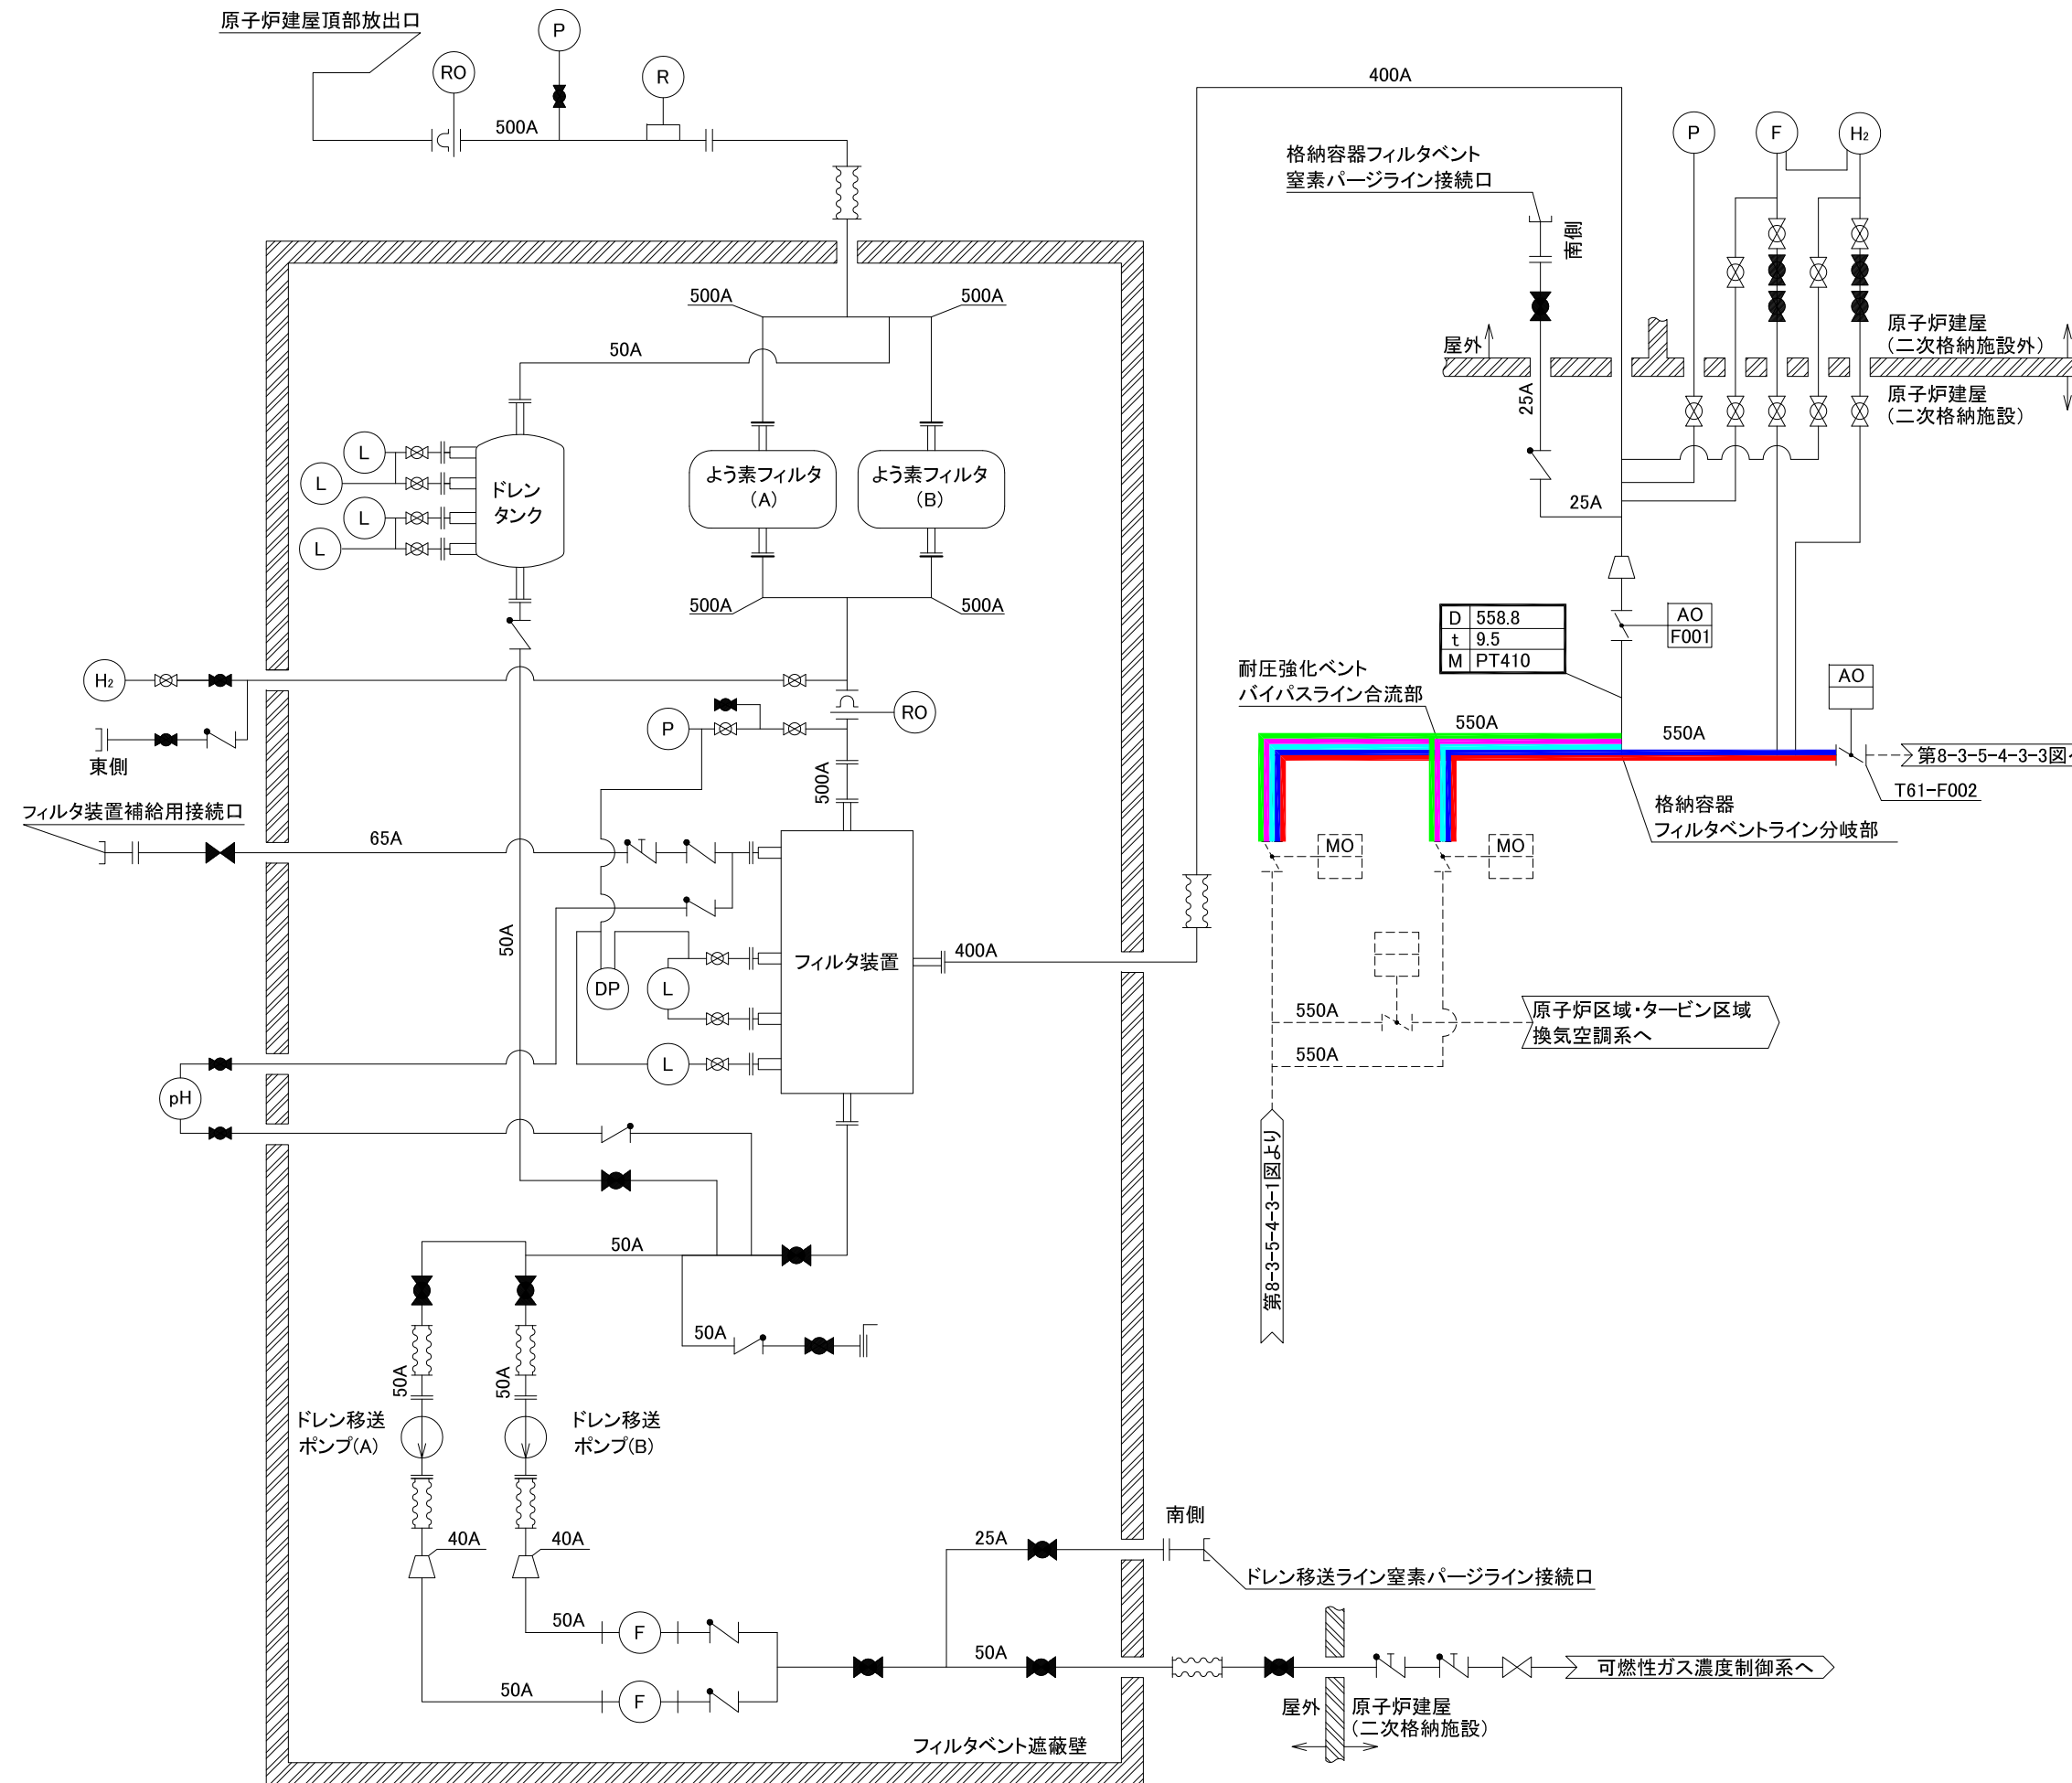 原子炉建屋頂部放出口
P
RO
R
500A
400A
P
F
H2
格納容器フィルタベント
窒素パージライン接続口
南側
500A
500A
50A
屋外
原子炉建屋
(二次格納施設外)
原子炉建屋
(二次格納施設)
25A
25A
L
L
L
L
ドレン
タンク
よう素フィルタ
(A)
よう素フィルタ
(B)
500A
500A
D 558.8
t 9.5
M PT410
AO
F001
耐圧強化ベント
バイパスライン合流部
AO
H2
P
RO
550A
550A
東側
第8-3-5-4-3-3図
T61-F002
500A
フィルタ装置補給用接続口
65A
格納容器
フィルタベントライン分岐部
MO
MO
50A
フィルタ装置
400A
DP
L
L
550A
原子炉区域・タービン区域
換気空調系へ
550A
pH
第8-3-5-4-3-1図より
50A
50A
50A
50A
ドレン移送
ポンプ(A)
ドレン移送
ポンプ(B)
40A
40A
25A
南側
ドレン移送ライン窒素パージライン接続口
50A
F
50A
可燃性ガス濃度制御系へ
50A
F
屋外
原子炉建屋
(二次格納施設)
フィルタベント遮蔽壁